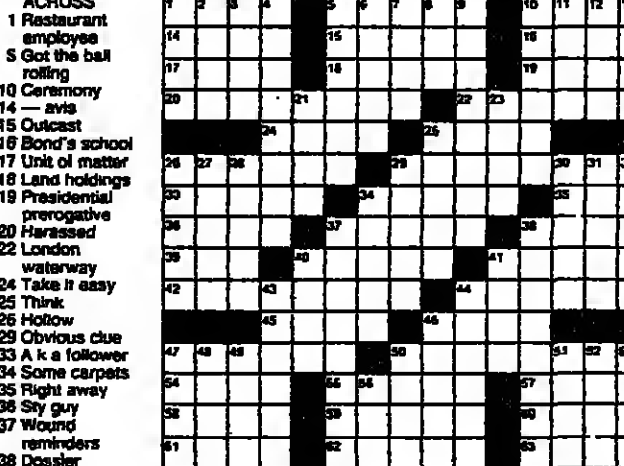 ACROSS
1 Restaurant
employee
5 Got the ball
rolling
10 Ceremony
14 — avis
15 Outcast
16 Bond's school
17 Unit of matter
18 Land holdings
19 Presidential
prerogative
20 Harassed
22 London
waterway
24 Take it easy
25 Think
26 Hollow
29 Obvious clue
33 A k a follower
34 Some carpets
35 Right away
36 Sty guy
37 Wound
reminders
38 Dossier
1 2 3 4 5 6 7 8 9 10 11 12
14 15 16
17 18 19
20 21 22 23
24 25
26 27 28 29 30 31
33 34 35
36 37 38
39 40 41
42 43 44
45 46
47 48 49 50 51 52
54 55 56 57
58 59 60
61 62 63